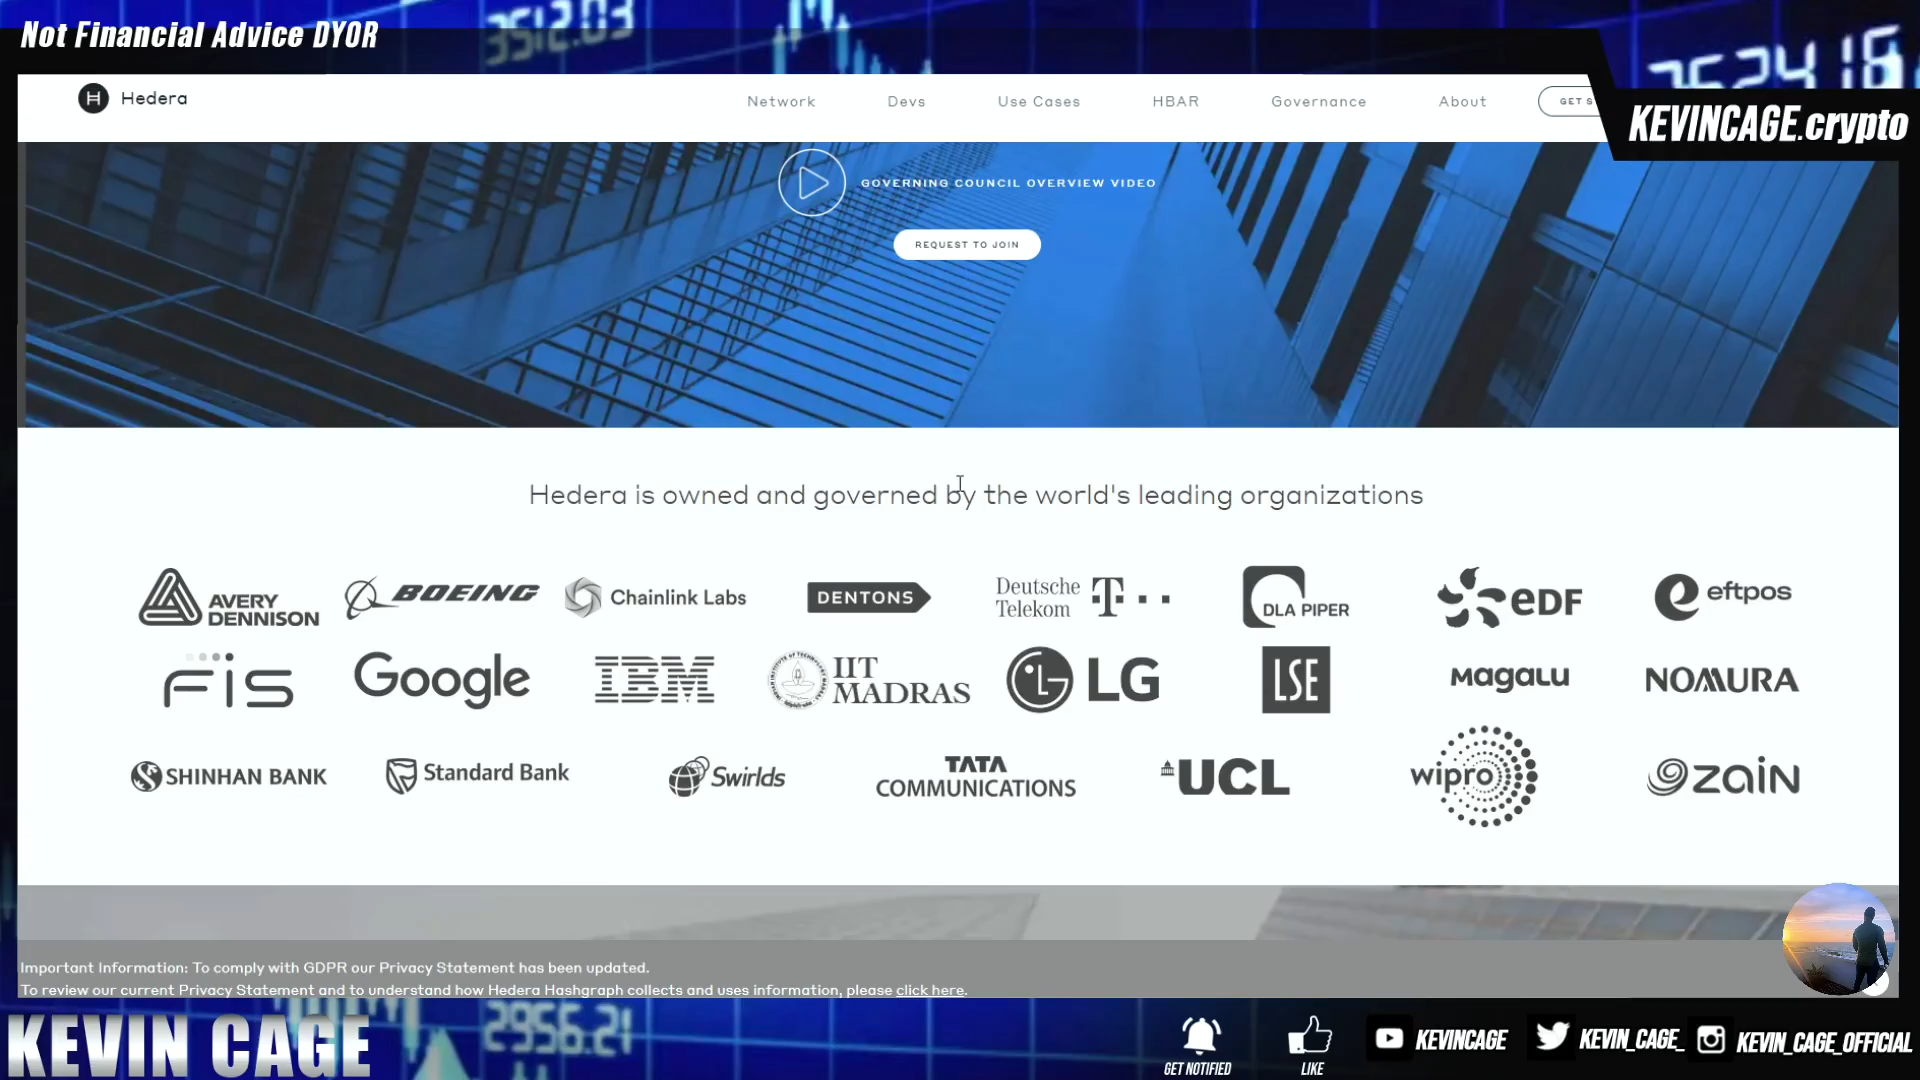 3512.03
Not Financial Advice DYOR
Hedera
Network
Devs
Use Cases
HBAR
Governance
About
GET S
KEVINCAGE.crypto
GOVERNING COUNCIL OVERVIEW VIDEO
REQUEST TO JOIN
Hedera is owned and governed by the world's leading organizations
AVERY
DENNISON
BOEING
Chainlink Labs
DENTONS
Deutsche
Telekom
T
DLA PIPER
eDF
eftpos
FIS
Google
IBM
IIT
MADRAS
LG
LSE
Magalu
NOMURA
SHINHAN BANK
Standard Bank
Swirlds
TATA
COMMUNICATIONS
UCL
wipro
zain
Important Information: To comply with GDPR our Privacy Statement has been updated.
To review our current Privacy Statement and to understand how Hedera Hashgraph collects and uses information, please click here.
KEVIN CAGE
2956.21
GET NOTIFIED
LIKE
KEVINCAGE
KEVIN_CAGE_
KEVIN_CAGE_OFFICIAL